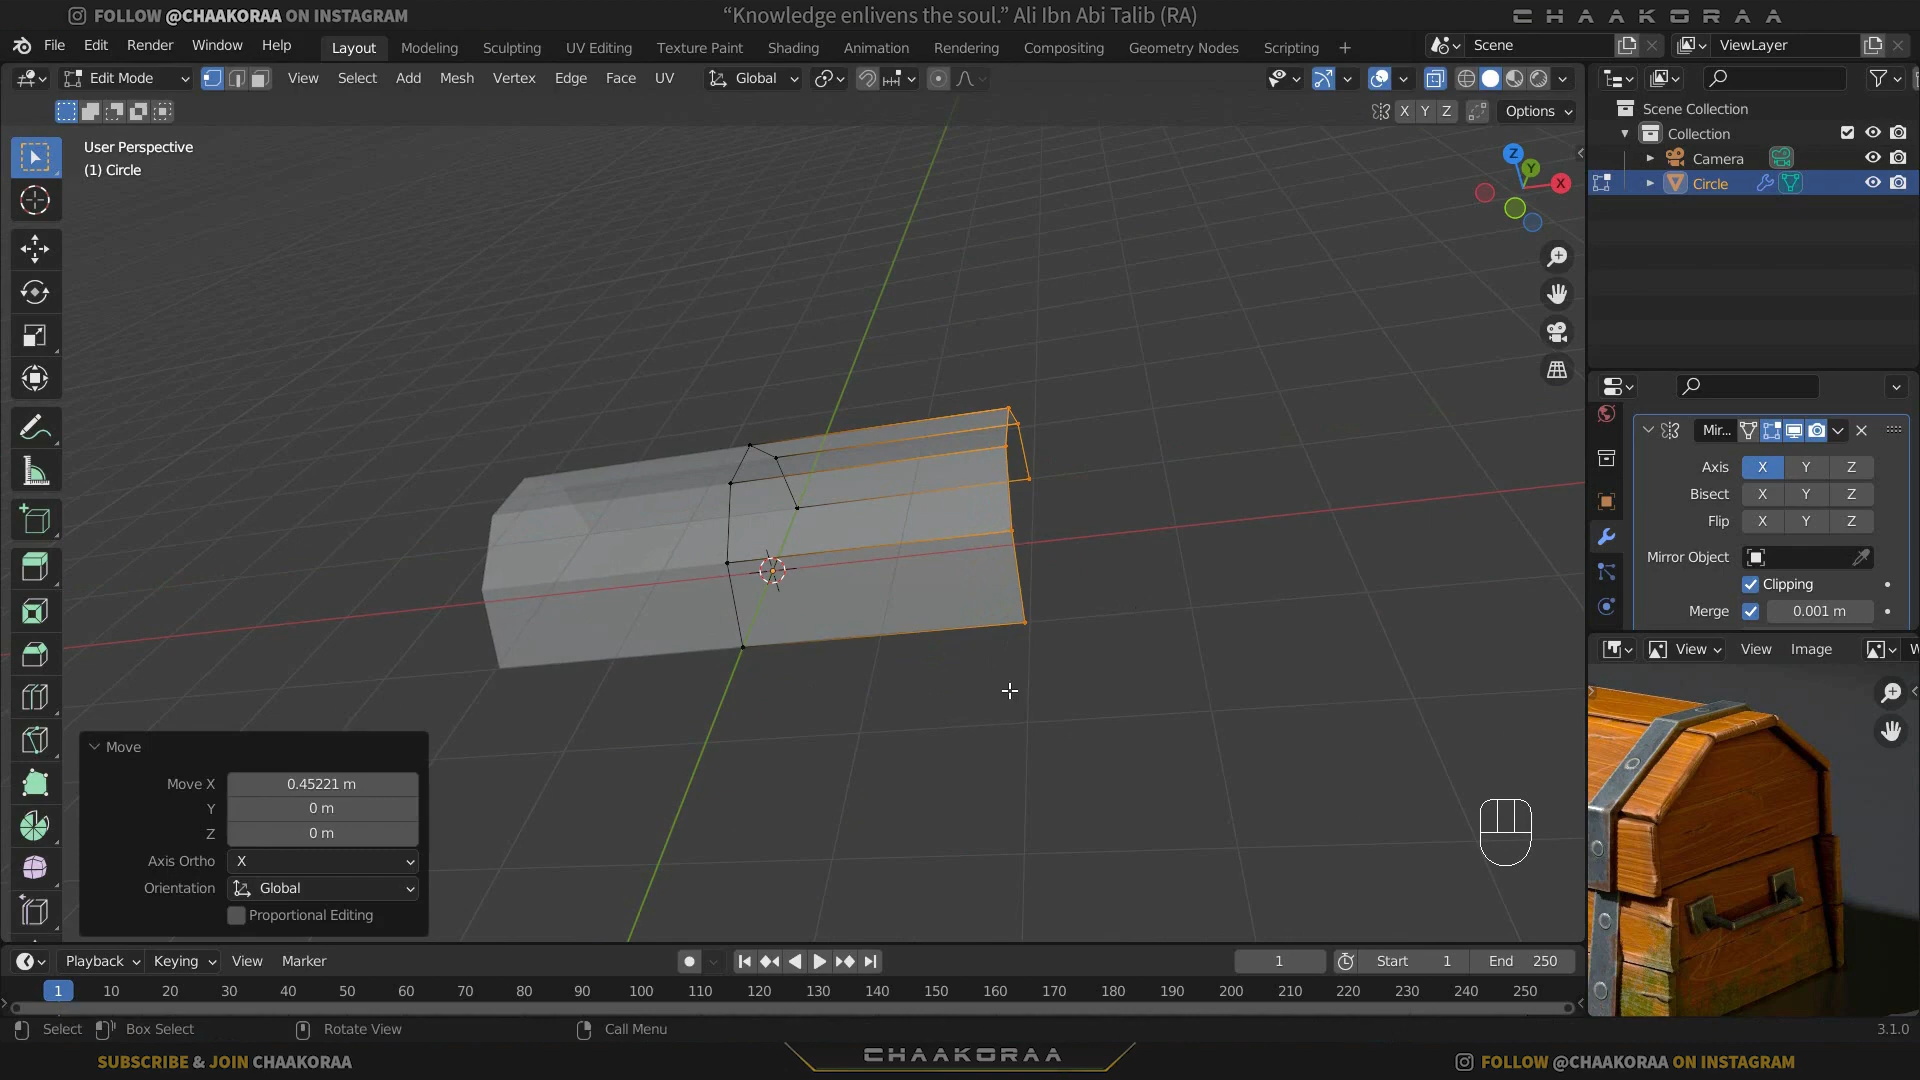 FOLLOW @CHAAKORAA ON INSTAGRAM
“Knowledge enlivens the soul.” Ali Ibn Abi Talib (RA)
CHAAKORAA
File Edit Render Window Help
Layout Modeling Sculpting UV Editing Texture Paint Shading Animation Rendering Compositing Geometry Nodes Scripting +
Scene
ViewLayer
Edit Mode View Select Add Mesh Vertex Edge Face UV Global
X Y Z Options
User Perspective
(1) Circle
Z
Y
X
Scene Collection
Collection
Camera
Circle
Mir...
Axis X Y Z
Bisect X Y Z
Flip X Y Z
Mirror Object
Clipping
Merge 0.001 m
View View Image W
Move
Move X 0.45221 m
Y 0 m
Z 0 m
Axis Ortho X
Orientation Global
Proportional Editing
Playback Keying View Marker
1 Start 1 End 250
1 10 20 30 40 50 60 70 80 90 100 110 120 130 140 150 160 170 180 190 200 210 220 230 240 250
Select Box Select Rotate View Call Menu 3.1.0
SUBSCRIBE & JOIN CHAAKORAA
CHAAKORAA
FOLLOW @CHAAKORAA ON INSTAGRAM